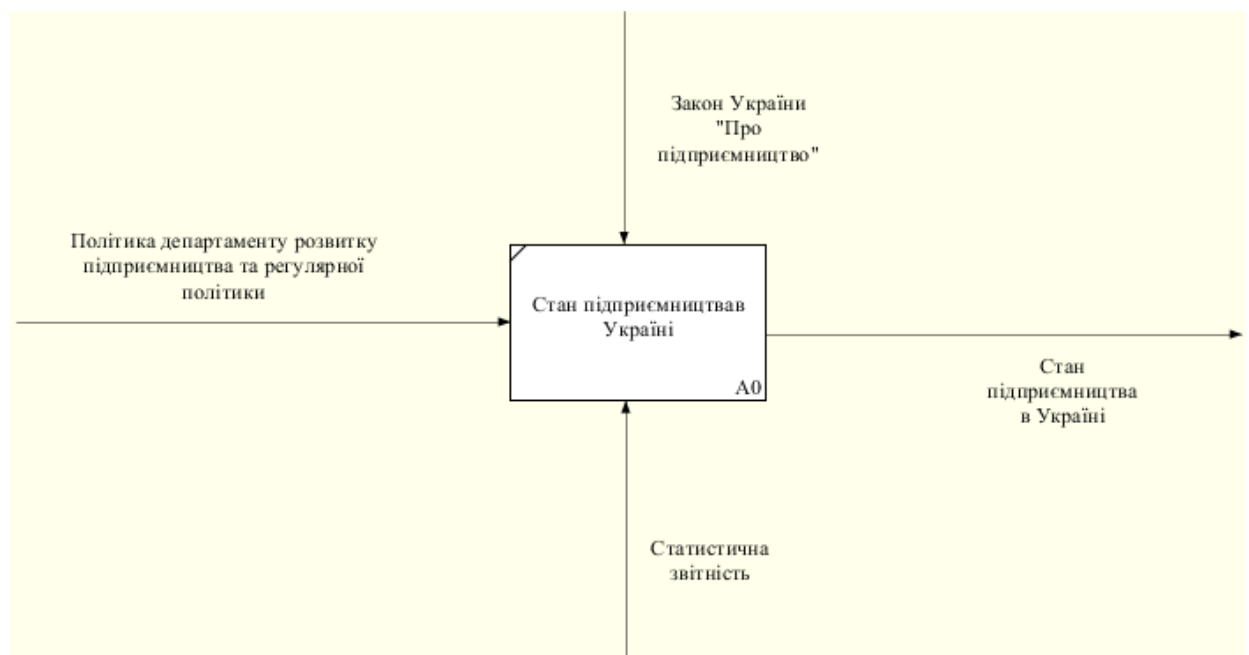 Закон України
"Про
підприємництво"
Політика департаменту розвитку
підприємництва та регулярної
політики
Стан підприємництвав
Україні
A0
Стан
підприємництва
в Україні
Статистична
звітність